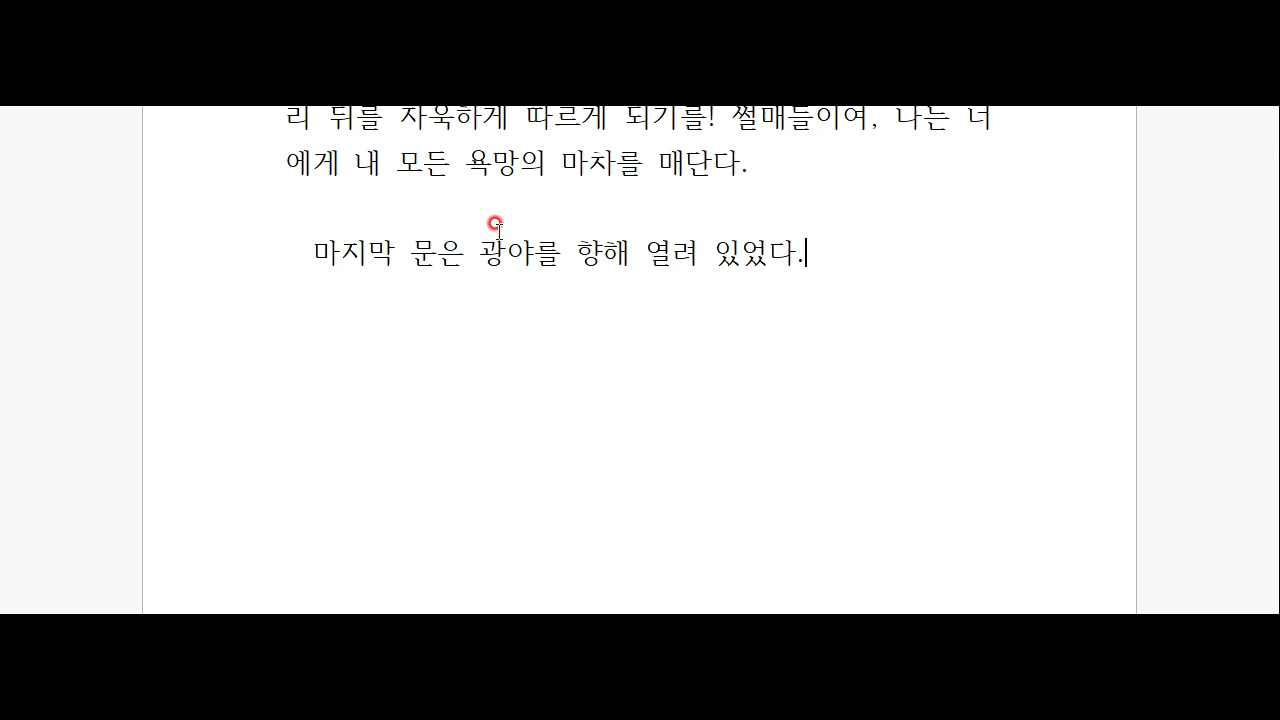 리 뒤를 자욱하게 따르게 되기를! 썰매들이여, 나는 너
에게 내 모든 욕망의 마차를 매단다.
마지막 문은 광야를 향해 열려 있었다.